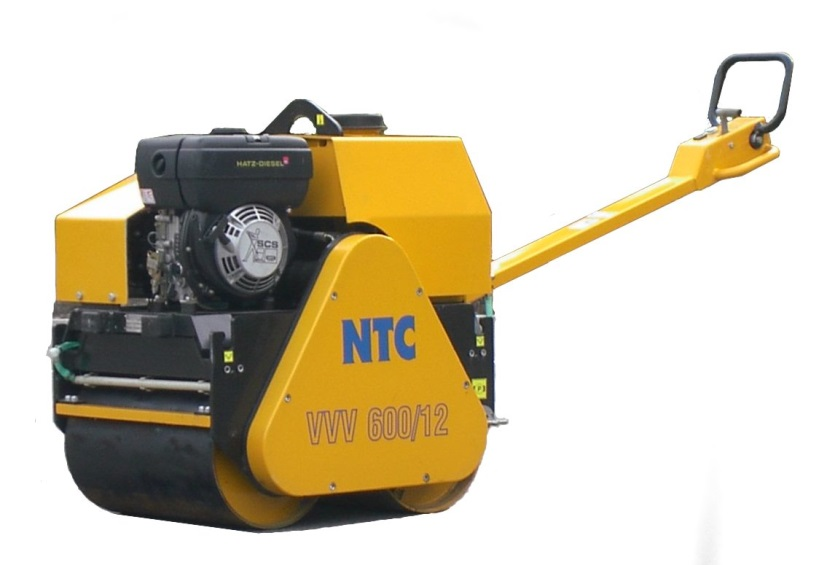 HATZ-DIESEL
SCS
NTC
VVV 600/12